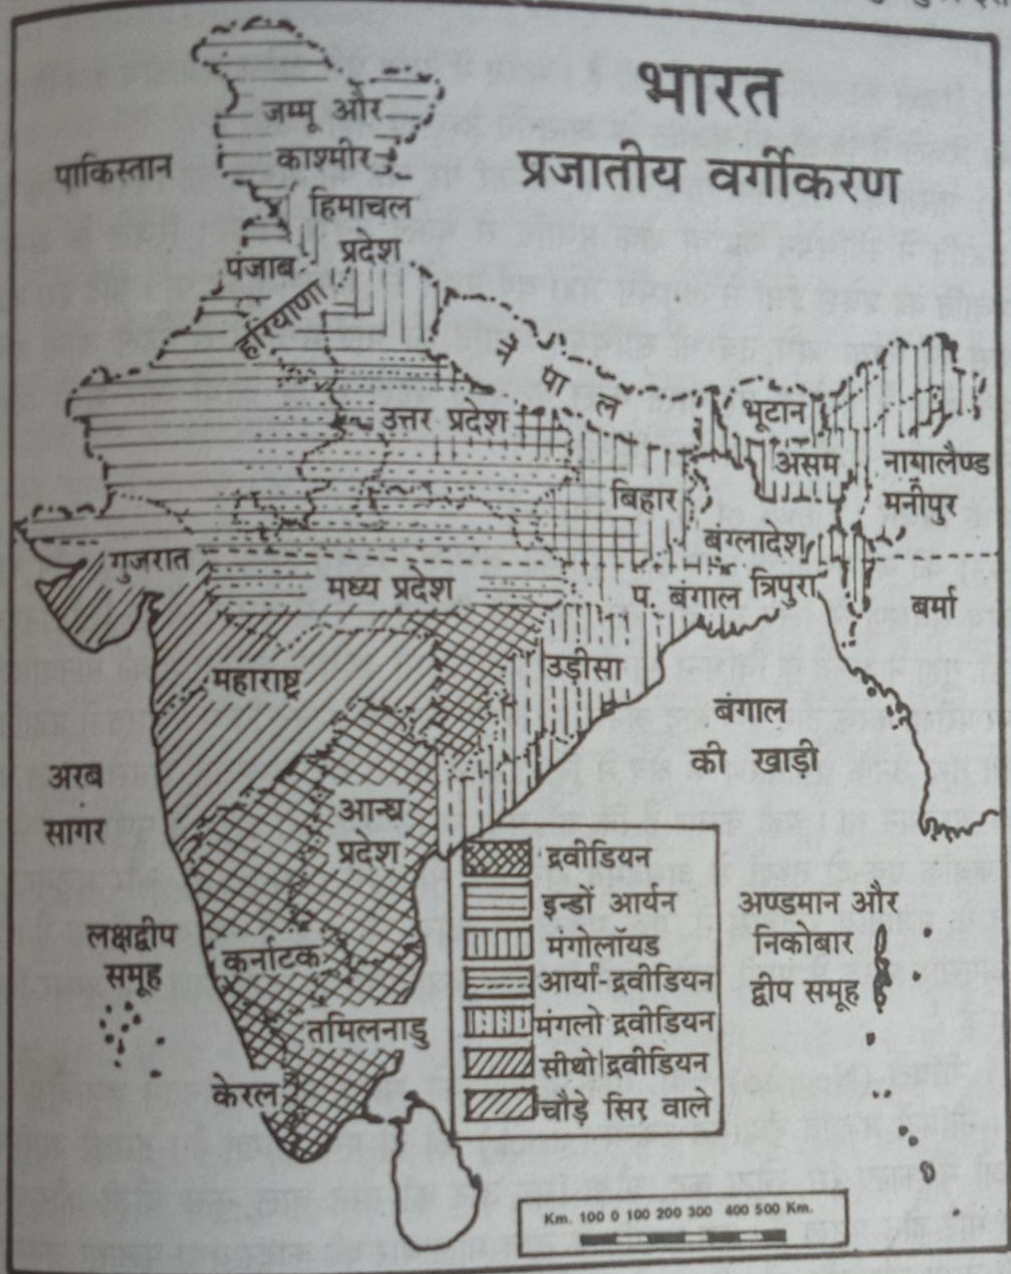 भारत
प्रजातीय वर्गीकरण
जम्मू और
काश्मीर
पाकिस्तान
हिमाचल
प्रदेश
पंजाब
हरियाणा
नेपाल
उत्तर प्रदेश
भूटान
असम
नागालैण्ड
बिहार
मनीपुर
बंग्लादेश
गुजरात
मध्य प्रदेश
प. बंगाल
त्रिपुरा
बर्मा
महाराष्ट्र
उड़ीसा
बंगाल
की खाड़ी
अरब
सागर
आन्ध्र
प्रदेश
द्रवीडियन
इन्डों आर्यन
मंगोलॉयड
आर्यो-द्रवीडियन
मंगलो द्रवीडियन
सीथो द्रवीडियन
चौड़े सिर वाले
अण्डमान और
निकोबार
द्वीप समूह
लक्षद्वीप
समूह
कर्नाटक
तमिलनाडु
केरल
Km. 100 0 100 200 300 400 500 Km.